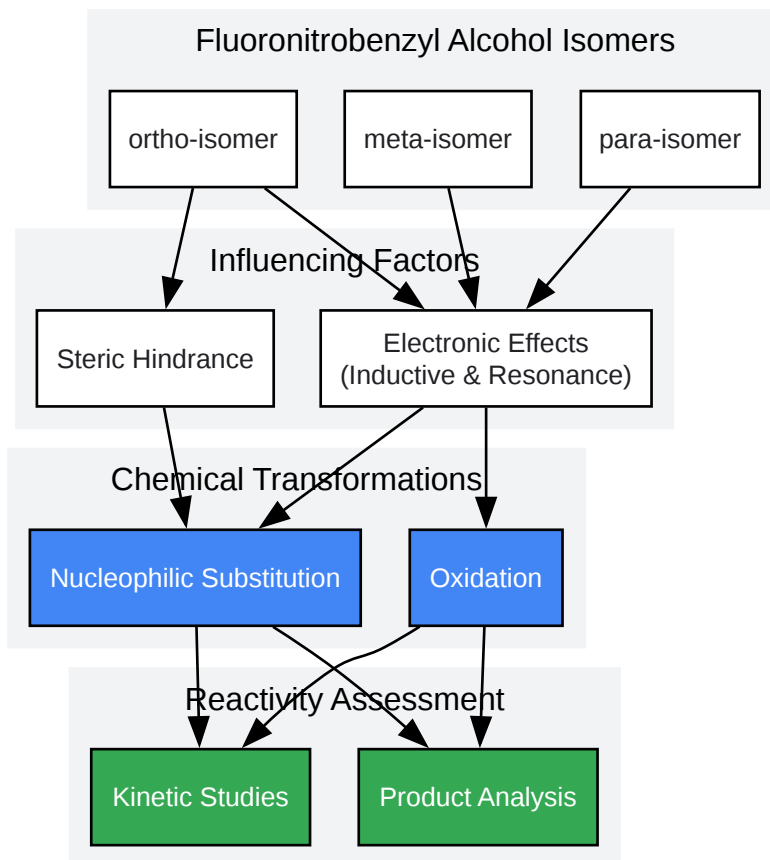 Fluoronitrobenzyl Alcohol Isomers
ortho-isomer
meta-isomer
para-isomer
Influencing Factors
Steric Hindrance
Electronic Effects
(Inductive & Resonance)
Chemical Transformations
Nucleophilic Substitution
Oxidation
Reactivity Assessment
Kinetic Studies
Product Analysis